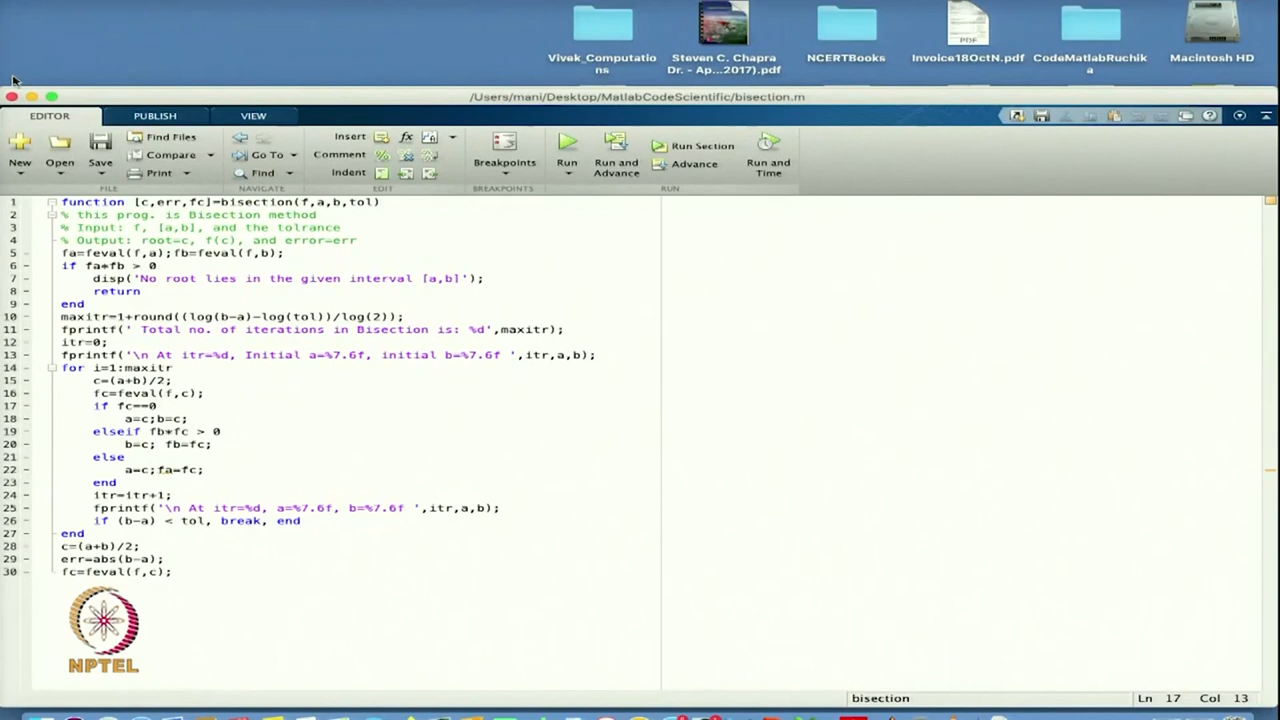 Vivek_Computatio
ns
Steven C. Chapra
Dr. - Ap...2017).pdf
NCERTBooks
PDF
Invoice18OctN.pdf
CodeMatlabRuchik
a
Macintosh HD
/Users/mani/Desktop/MatlabCodeScientific/bisection.m
EDITOR PUBLISH VIEW
New Open Save Find Files Compare Print Go To Find Insert fx Comment Indent Breakpoints Run Run and Advance Run Section Advance Run and Time
FILE NAVIGATE EDIT BREAKPOINTS RUN
1 function [c,err,fc]=bisection(f,a,b,tol)
2 % this prog. is Bisection method
3 % Input: f, [a,b], and the tolrance
4 % Output: root=c, f(c), and error=err
5 - fa=feval(f,a);fb=feval(f,b);
6 - if fa*fb > 0
7 - disp('No root lies in the given interval [a,b]');
8 - return
9 - end
10 - maxitr=1+round((log(b-a)-log(tol))/log(2));
11 - fprintf(' Total no. of iterations in Bisection is: %d',maxitr);
12 - itr=0;
13 - fprintf('\n At itr=%d, Initial a=%7.6f, initial b=%7.6f ',itr,a,b);
14 - for i=1:maxitr
15 - c=(a+b)/2;
16 - fc=feval(f,c);
17 - if fc==0
18 - a=c;b=c;
19 - elseif fb*fc > 0
20 - b=c; fb=fc;
21 - else
22 - a=c;fa=fc;
23 - end
24 - itr=itr+1;
25 - fprintf('\n At itr=%d, a=%7.6f, b=%7.6f ',itr,a,b);
26 - if (b-a) < tol, break, end
27 - end
28 - c=(a+b)/2;
29 - err=abs(b-a);
30 - fc=feval(f,c);
NPTEL
bisection Ln 17 Col 13